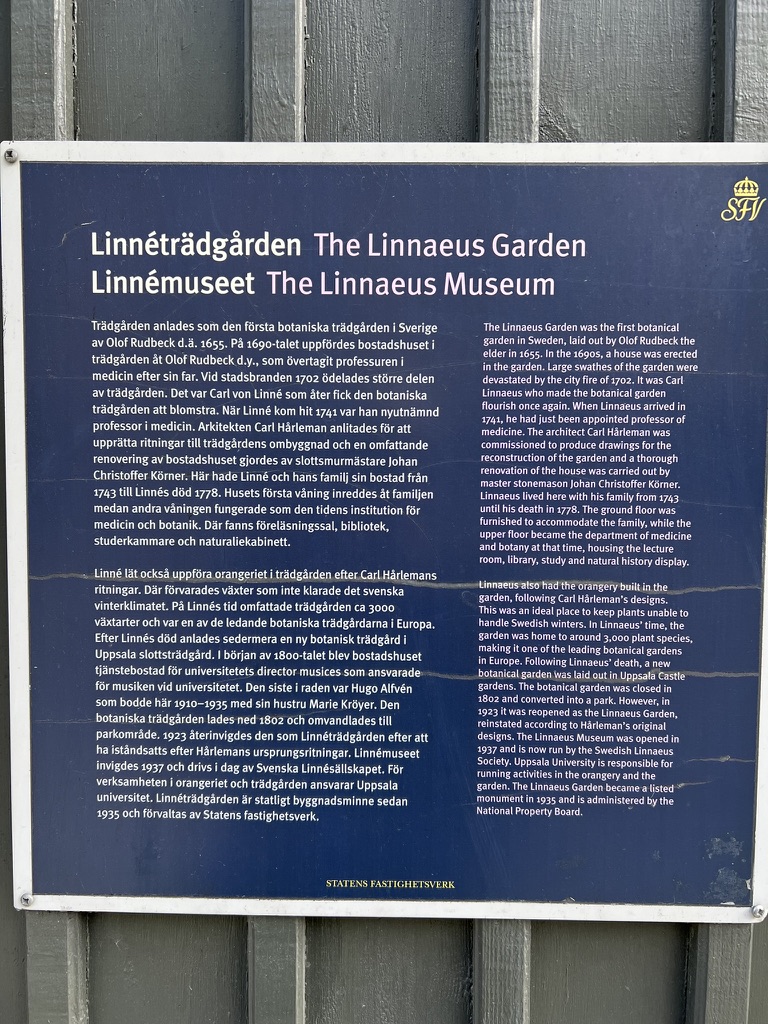 SFV
Linnéträdgården The Linnaeus Garden
Linnémuseet The Linnaeus Museum
Trädgården anlades som den första botaniska trädgården i Sverige
av Olof Rudbeck d.ä. 1655. På 1690-talet uppfördes bostadshuset i
trädgården åt Olof Rudbeck d.y., som övertagit professuren i
medicin efter sin far. Vid stadsbranden 1702 ödelades större delen
av trädgården. Det var Carl von Linné som åter fick den botaniska
trädgården att blomstra. När Linné kom hit 1741 var han nyutnämnd
professor i medicin. Arkitekten Carl Hårleman anlitades för att
upprätta ritningar till trädgårdens ombyggnad och en omfattande
renovering av bostadshuset gjordes av slottsmurmästare Johan
Christoffer Körner. Här hade Linné och hans familj sin bostad från
1743 till Linnés död 1778. Husets första våning inreddes åt familjen
medan andra våningen fungerade som den tidens institution för
medicin och botanik. Där fanns föreläsningssal, bibliotek,
studerkammare och naturaliekabinett.
Linné lät också uppföra orangeriet i trädgården efter Carl Hårlemans
ritningar. Där förvarades växter som inte klarade det svenska
vinterklimatet. På Linnés tid omfattade trädgården ca 3000
växtarter och var en av de ledande botaniska trädgårdarna i Europa.
Efter Linnés död anlades sedermera en ny botanisk trädgård i
Uppsala slottsträdgård. I början av 1800-talet blev bostadshuset
tjänstebostad för universitetets director musices som ansvarade
för musiken vid universitetet. Den siste i raden var Hugo Alfvén
som bodde här 1910–1935 med sin hustru Marie Kröyer. Den
botaniska trädgården lades ned 1802 och omvandlades till
parkområde. 1923 återinvigdes den som Linnéträdgården efter att
ha iståndsatts efter Hårlemans ursprungsritningar. Linnémuseet
invigdes 1937 och drivs i dag av Svenska Linnésällskapet. För
verksamheten i orangeriet och trädgården ansvarar Uppsala
universitet. Linnéträdgården är statligt byggnadsminne sedan
1935 och förvaltas av Statens fastighetsverk.
The Linnaeus Garden was the first botanical
garden in Sweden, laid out by Olof Rudbeck the
elder in 1655. In the 1690s, a house was erected
in the garden. Large swathes of the garden were
devastated by the city fire of 1702. It was Carl
Linnaeus who made the botanical garden
flourish once again. When Linnaeus arrived in
1741, he had just been appointed professor of
medicine. The architect Carl Hårleman was
commissioned to produce drawings for the
reconstruction of the garden and a thorough
renovation of the house was carried out by
master stonemason Johan Christoffer Körner.
Linnaeus lived here with his family from 1743
until his death in 1778. The ground floor was
furnished to accommodate the family, while the
upper floor became the department of medicine
and botany at that time, housing the lecture
room, library, study and natural history display.
Linnaeus also had the orangery built in the
garden, following Carl Hårleman's designs.
This was an ideal place to keep plants unable to
handle Swedish winters. In Linnaeus' time, the
garden was home to around 3,000 plant species,
making it one of the leading botanical gardens
in Europe. Following Linnaeus' death, a new
botanical garden was laid out in Uppsala Castle
gardens. The botanical garden was closed in
1802 and converted into a park. However, in
1923 it was reopened as the Linnaeus Garden,
reinstated according to Hårleman's original
designs. The Linnaeus Museum was opened in
1937 and is now run by the Swedish Linnaeus
Society. Uppsala University is responsible for
running activities in the orangery and the
garden. The Linnaeus Garden became a listed
monument in 1935 and is administered by the
National Property Board.
STATENS FASTIGHETSVERK